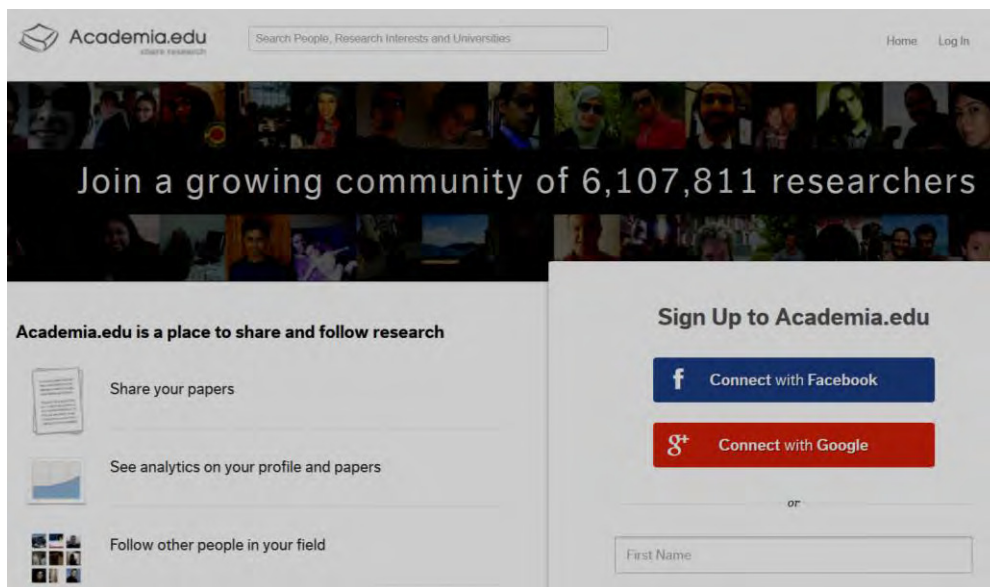 Academia.edu
share research
Search People, Research Interests and Universities
Home Log In
Join a growing community of 6,107,811 researchers
Academia.edu is a place to share and follow research
Share your papers
See analytics on your profile and papers
Follow other people in your field
Sign Up to Academia.edu
f Connect with Facebook
g+ Connect with Google
or
First Name